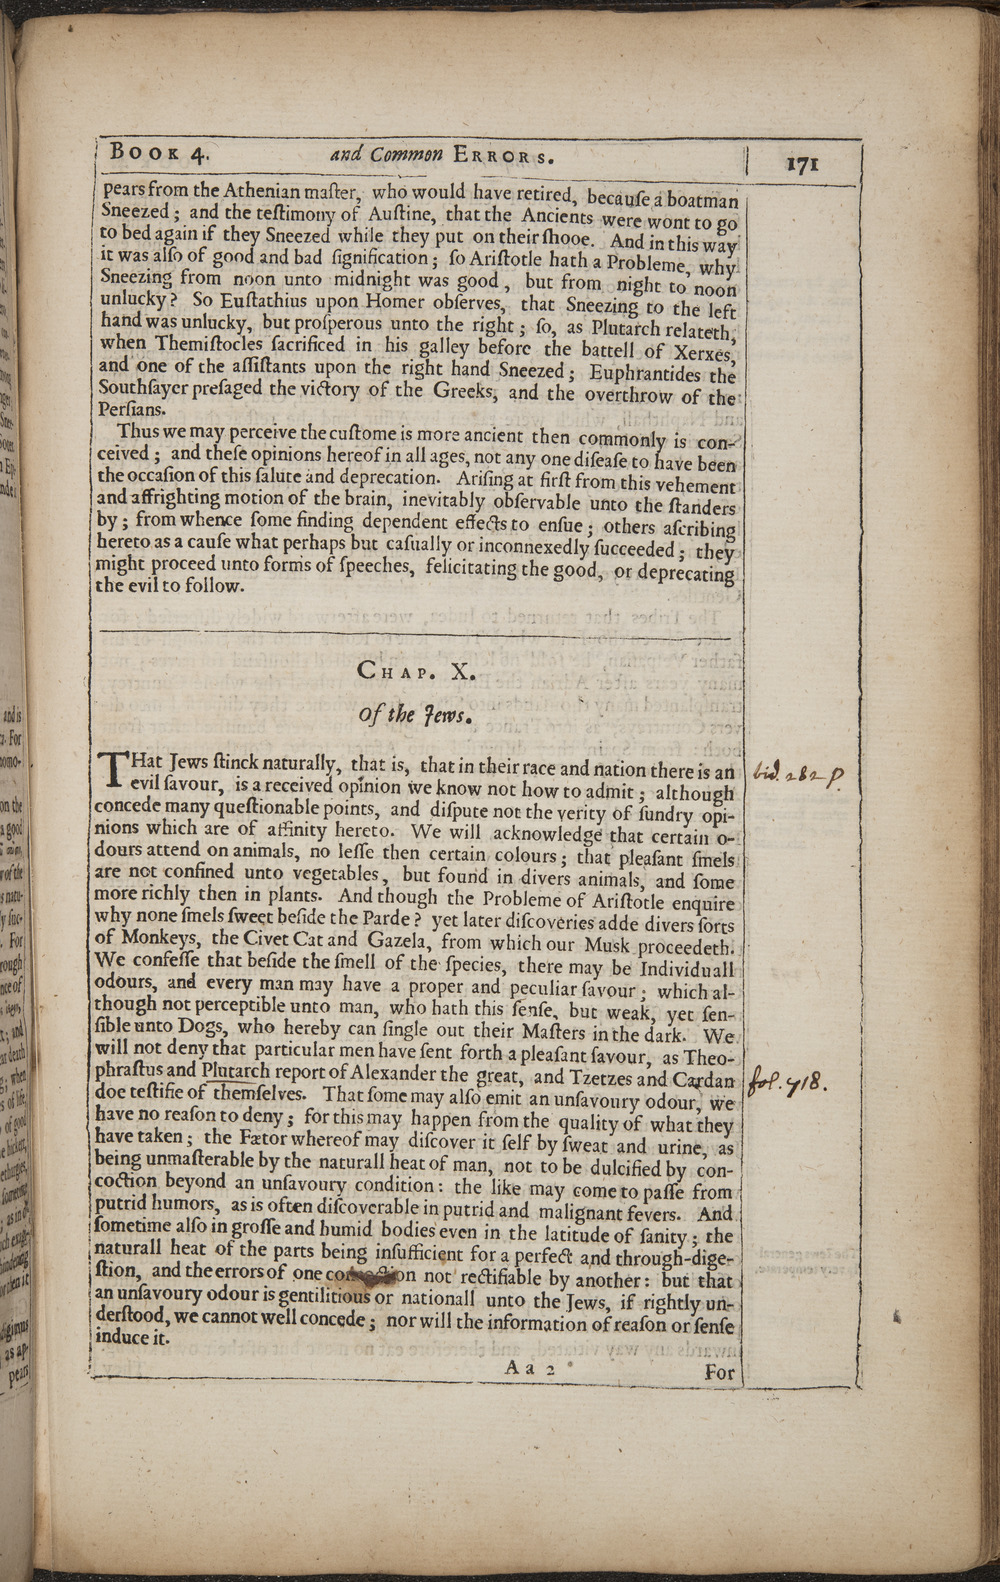 BOOK 4. and Common ERRORS. 171
pears from the Athenian maſter, who would have retired, becauſe a boatman
Sneezed; and the teſtimony of Auſtine, that the Ancients were wont to go
to bed again if they Sneezed while they put on their ſhooe. And in this way
it was alſo of good and bad ſignification; ſo Ariſtotle hath a Probleme, why
Sneezing from noon unto midnight was good, but from night to noon
unlucky? So Euſtathius upon Homer obſerves, that Sneezing to the left
hand was unlucky, but proſperous unto the right; ſo, as Plutarch relateth,
when Themiſtocles ſacrificed in his galley before the battell of Xerxes,
and one of the aſſiſtants upon the right hand Sneezed; Euphrantides the
Southſayer preſaged the victory of the Greeks, and the overthrow of the
Perſians.
Thus we may perceive the cuſtome is more ancient then commonly is con-
ceived; and theſe opinions hereof in all ages, not any one diſeaſe to have been
the occaſion of this ſalute and deprecation. Ariſing at firſt from this vehement
and affrighting motion of the brain, inevitably obſervable unto the ſtanders
by; from whence ſome finding dependent effects to enſue; others aſcribing
hereto as a cauſe what perhaps but caſually or inconnexedly ſucceeded; they
might proceed unto forms of ſpeeches, felicitating the good, or deprecating
the evil to follow.
CHAP. X.
Of the Jews.
THat Jews ſtinck naturally, that is, that in their race and nation there is an
evil ſavour, is a received opinion we know not how to admit; although
concede many queſtionable points, and diſpute not the verity of ſundry opi-
nions which are of affinity hereto. We will acknowledge that certain o-
dours attend on animals, no leſſe then certain colours; that pleaſant ſmels
are not confined unto vegetables, but found in divers animals, and ſome
more richly then in plants. And though the Probleme of Ariſtotle enquire
why none ſmels ſweet beſide the Parde? yet later diſcoveries adde divers ſorts
of Monkeys, the Civet Cat and Gazela, from which our Musk proceedeth.
We confeſſe that beſide the ſmell of the ſpecies, there may be Individuall
odours, and every man may have a proper and peculiar ſavour; which al-
though not perceptible unto man, who hath this ſenſe, but weak, yet ſen-
ſible unto Dogs, who hereby can ſingle out their Maſters in the dark. We
will not deny that particular men have ſent forth a pleaſant ſavour, as Theo-
phraſtus and Plutarch report of Alexander the great, and Tzetzes and Cardan
doe teſtifie of themſelves. That ſome may alſo emit an unſavoury odour, we
have no reaſon to deny; for this may happen from the quality of what they
have taken; the Fætor whereof may diſcover it ſelf by ſweat and urine, as
being unmaſterable by the naturall heat of man, not to be dulcified by con-
coction beyond an unſavoury condition: the like may come to paſſe from
putrid humors, as is often diſcoverable in putrid and malignant fevers. And
ſometime alſo in groſſe and humid bodies even in the latitude of ſanity; the
naturall heat of the parts being inſufficient for a perfect and through-dige-
ſtion, and the errors of one not rectifiable by another: but that
an unſavoury odour is gentilitious or nationall unto the Jews, if rightly un-
derſtood, we cannot well concede; nor will the information of reaſon or ſenſe
induce it.
Aa 2 For
282 p
fol. 718.